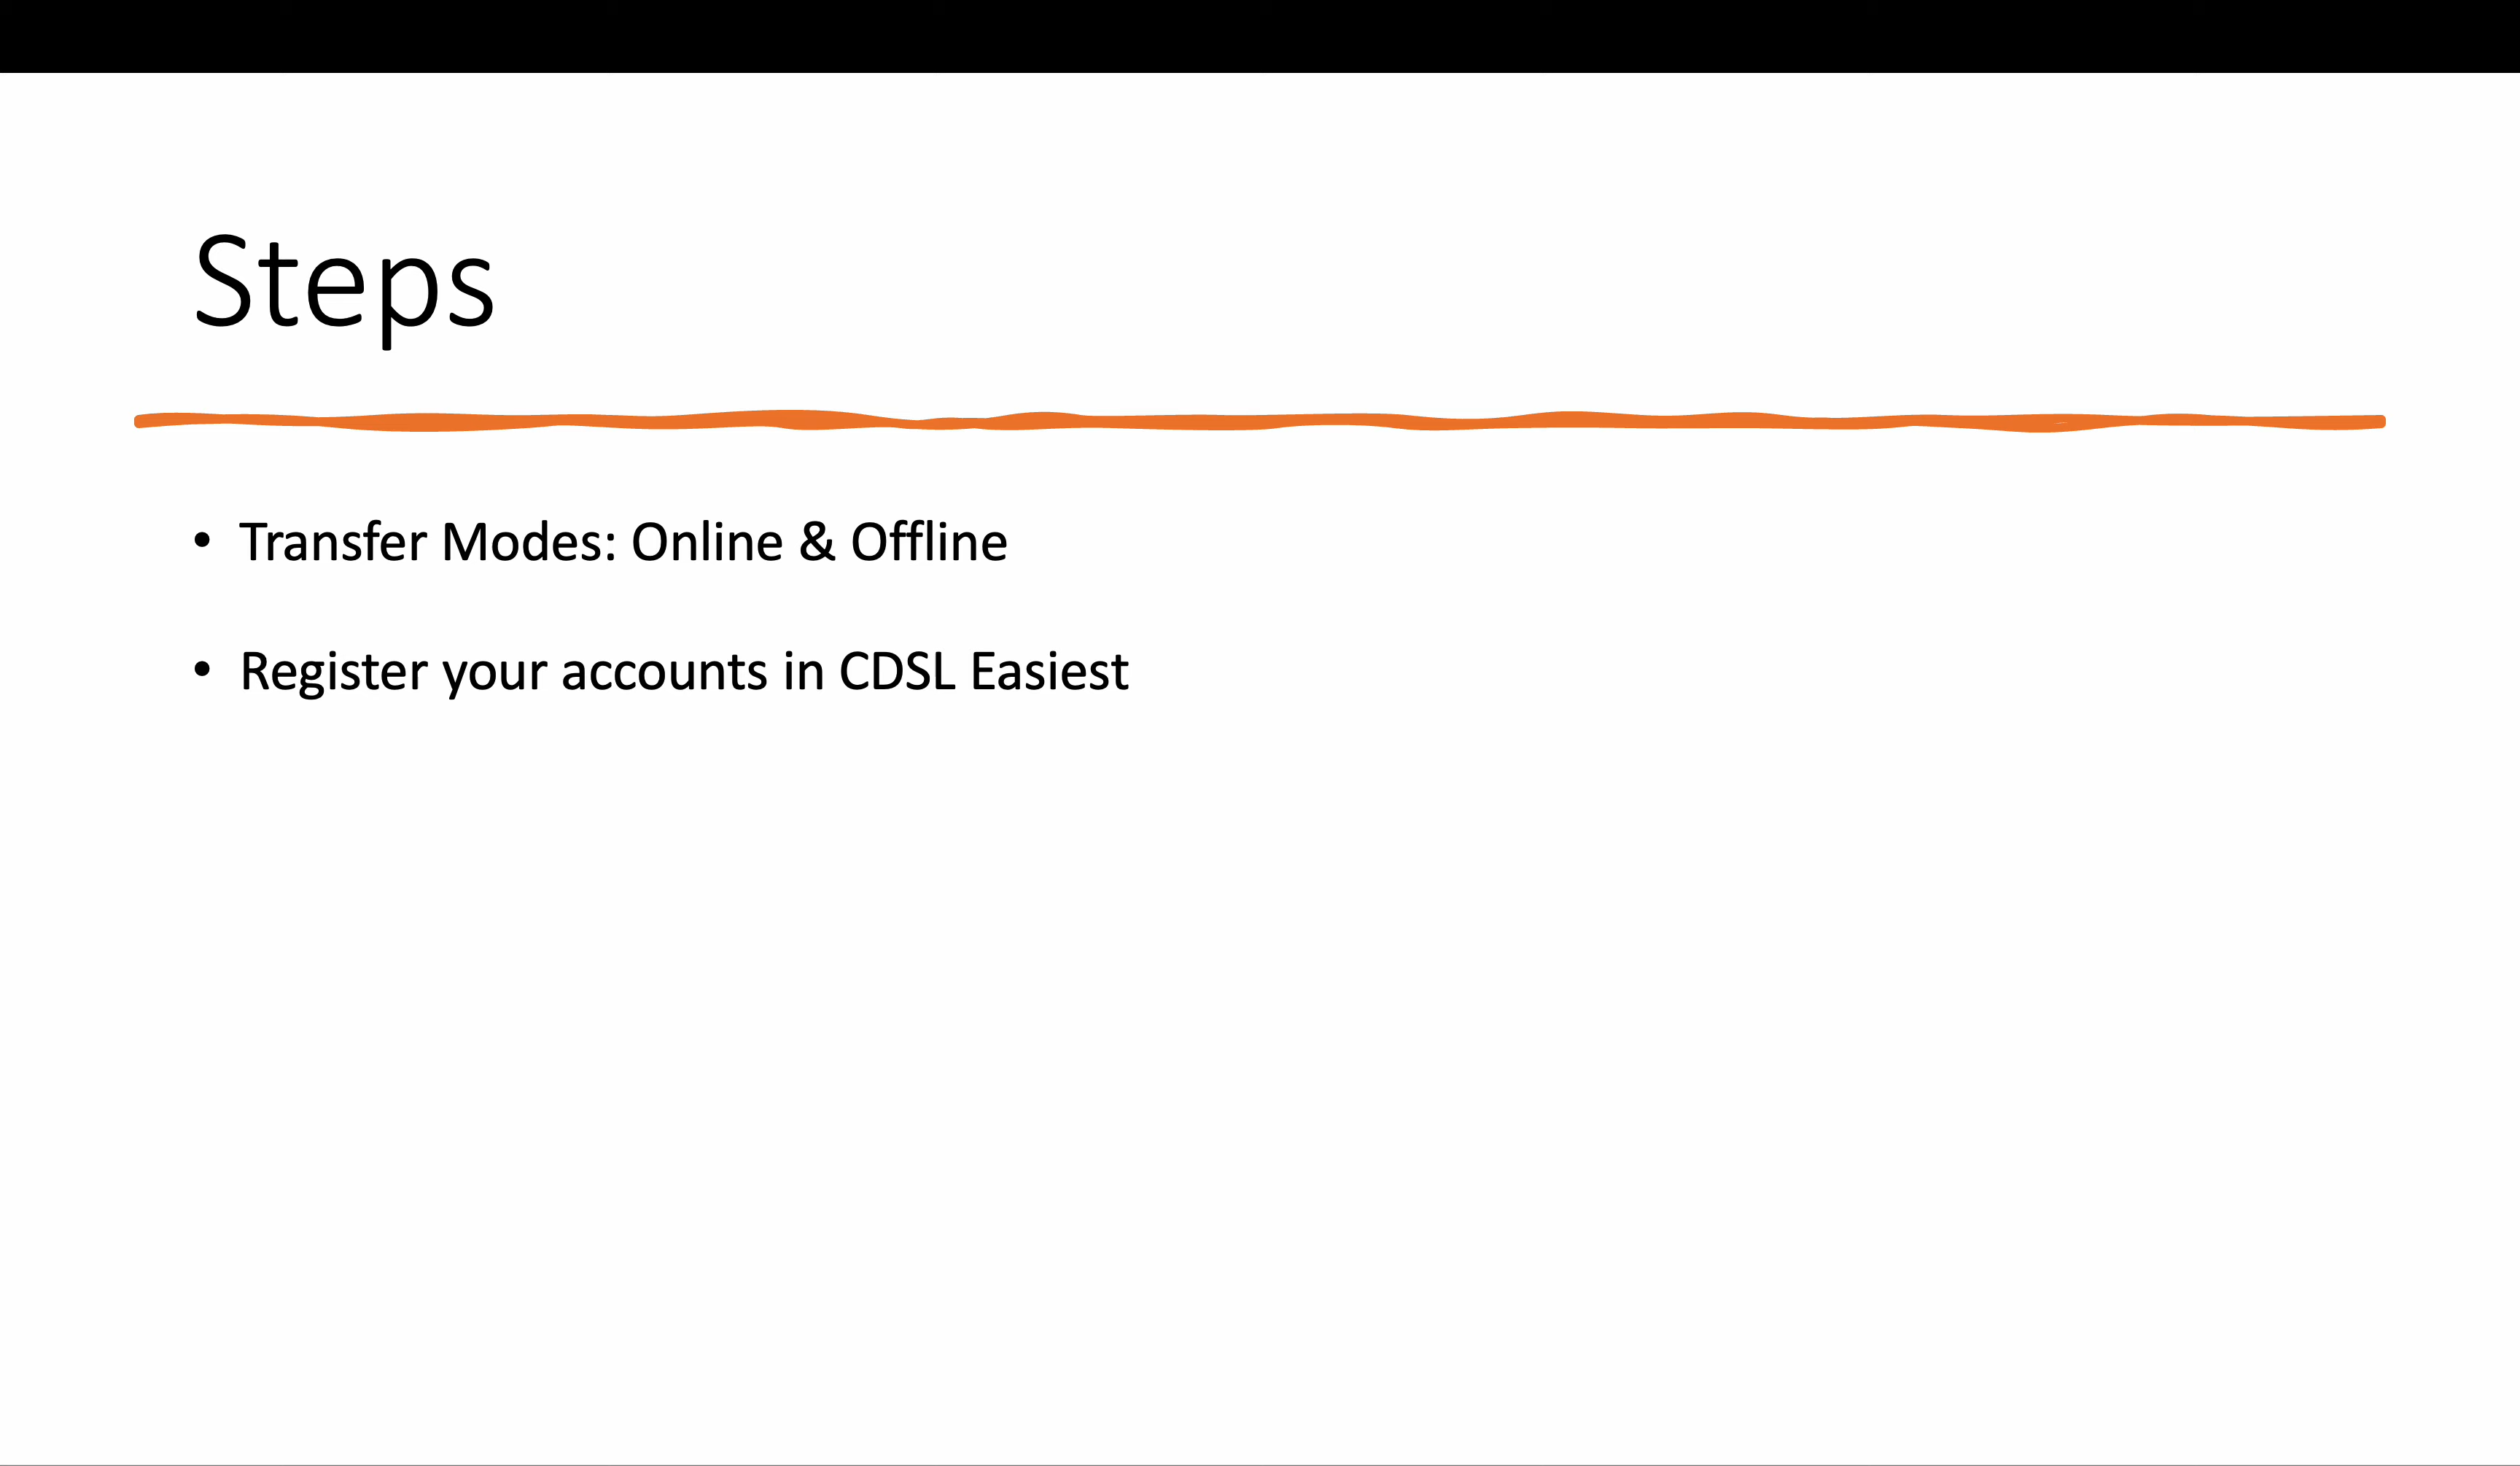 Steps
• Transfer Modes: Online & Offline
• Register your accounts in CDSL Easiest